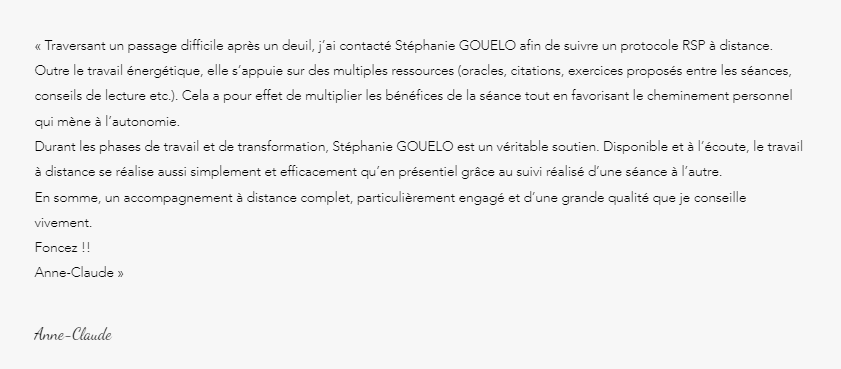 « Traversant un passage difficile après un deuil, j’ai contacté Stéphanie GOUELO afin de suivre un protocole RSP à distance.
Outre le travail énergétique, elle s’appuie sur des multiples ressources (oracles, citations, exercices proposés entre les séances,
conseils de lecture etc.). Cela a pour effet de multiplier les bénéfices de la séance tout en favorisant le cheminement personnel
qui mène à l’autonomie.
Durant les phases de travail et de transformation, Stéphanie GOUELO est un véritable soutien. Disponible et à l’écoute, le travail
à distance se réalise aussi simplement et efficacement qu’en présentiel grâce au suivi réalisé d’une séance à l’autre.
En somme, un accompagnement à distance complet, particulièrement engagé et d’une grande qualité que je conseille
vivement.
Foncez !!
Anne-Claude »
Anne-Claude